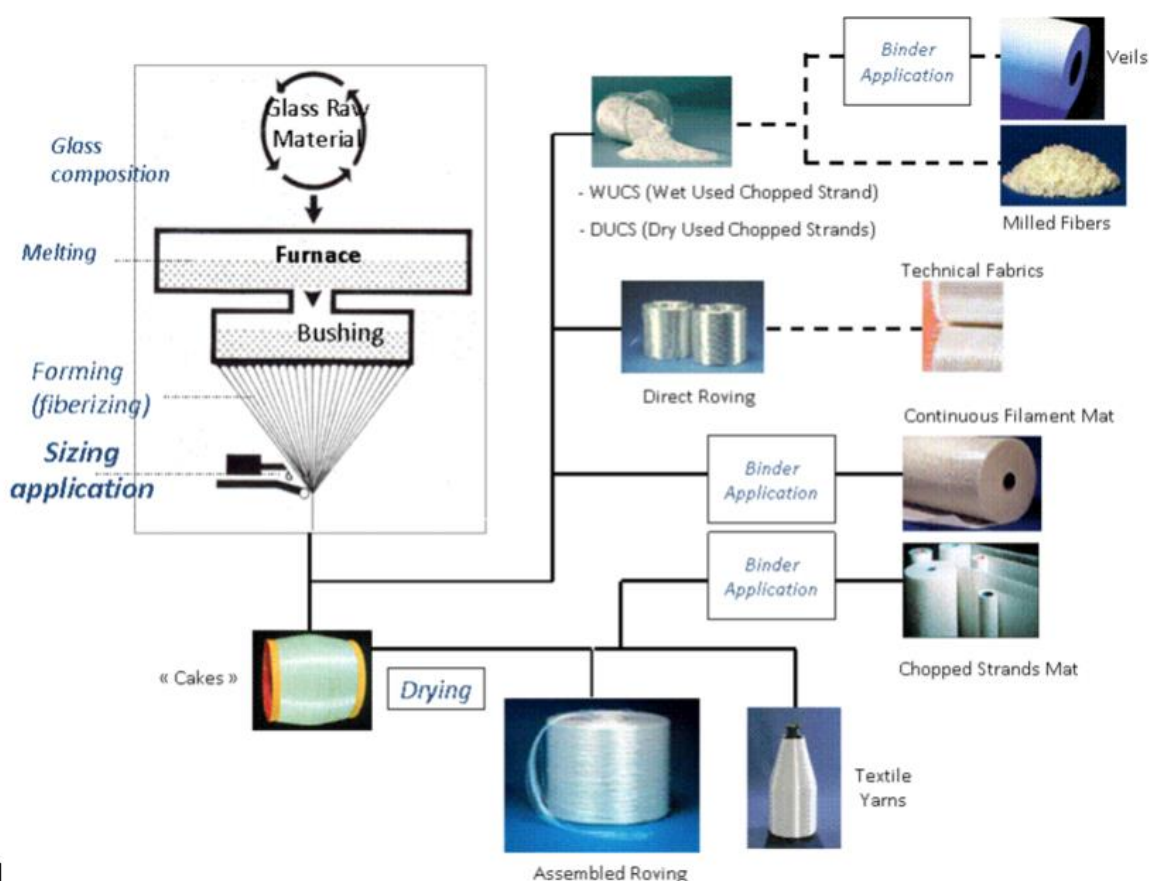 Glass Raw
Material
Glass
composition
Melting
Furnace
Bushing
Forming
(fiberizing)
Sizing
application
« Cakes »
Drying
Binder
Application
Veils
- WUCS (Wet Used Chopped Strand)
- DUCS (Dry Used Chopped Strands)
Milled Fibers
Technical Fabrics
Direct Roving
Continuous Filament Mat
Binder
Application
Binder
Application
Chopped Strands Mat
Textile
Yarns
Assembled Roving